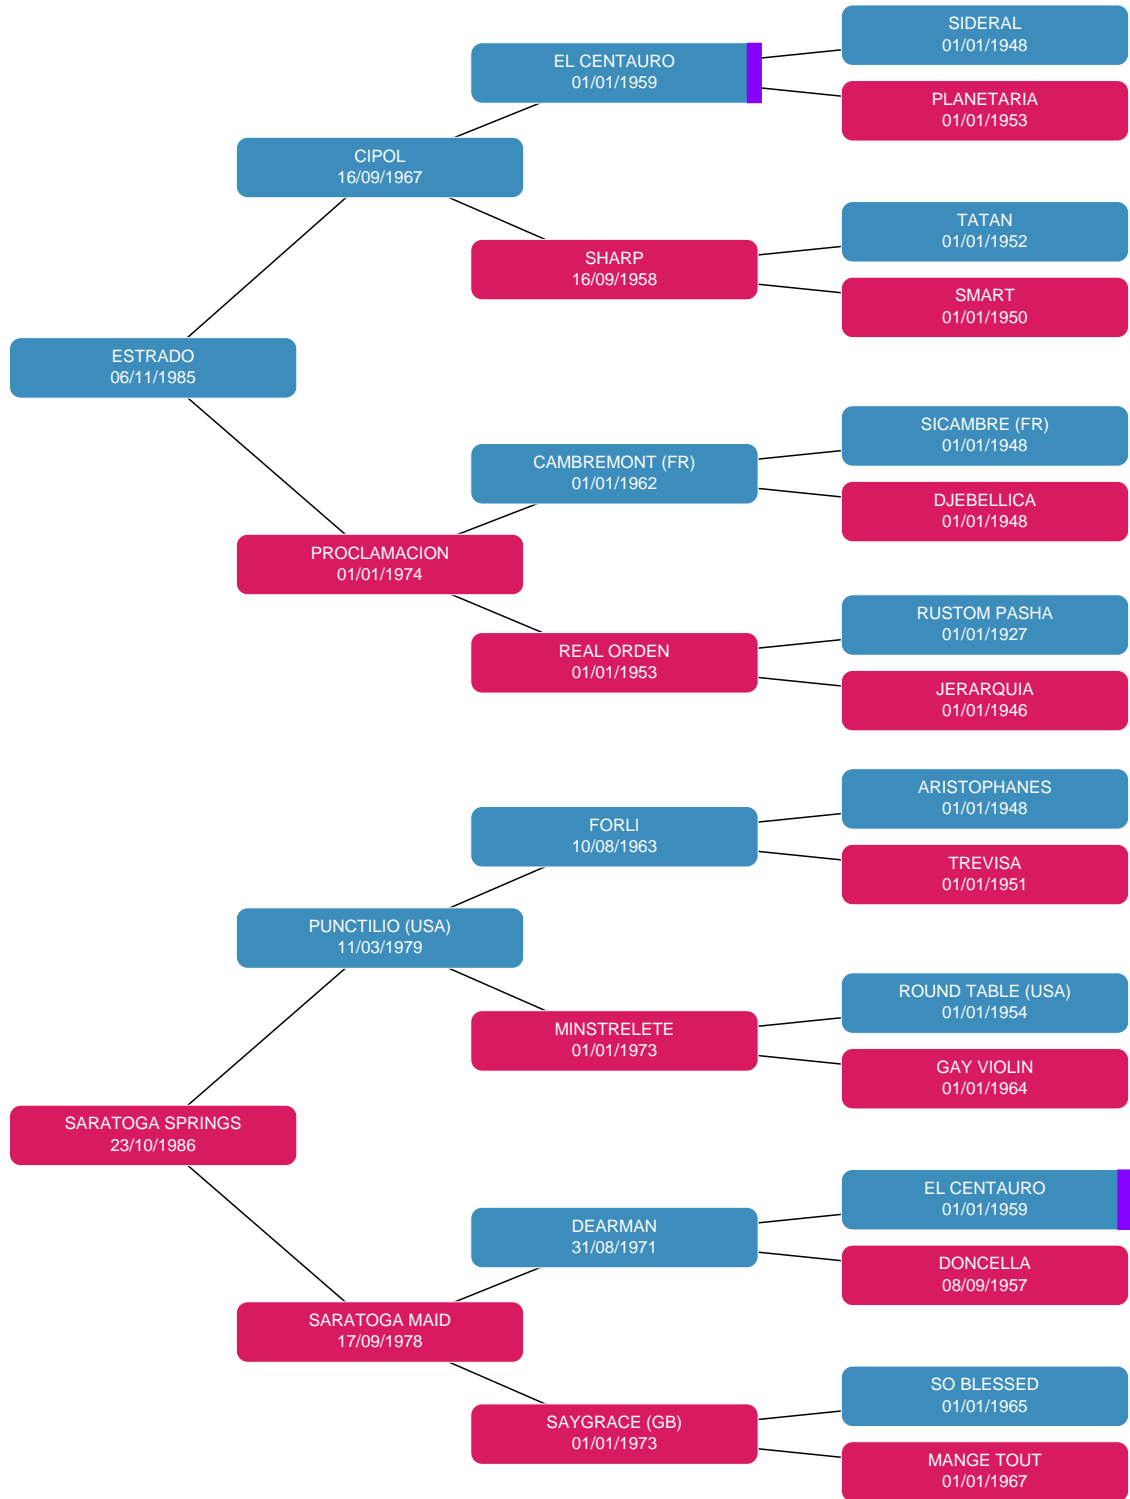 SIDERAL
01/01/1948
EL CENTAURO
01/01/1959
PLANETARIA
01/01/1953
CIPOL
16/09/1967
TATAN
01/01/1952
SHARP
16/09/1958
SMART
01/01/1950
ESTRADO
06/11/1985
SICAMBRE (FR)
01/01/1948
CAMBREMONT (FR)
01/01/1962
DJEBELLICA
01/01/1948
PROCLAMACION
01/01/1974
RUSTOM PASHA
01/01/1927
REAL ORDEN
01/01/1953
JERARQUIA
01/01/1946
ARISTOPHANES
01/01/1948
FORLI
10/08/1963
TREVISA
01/01/1951
PUNCTILIO (USA)
11/03/1979
ROUND TABLE (USA)
01/01/1954
MINSTRELETE
01/01/1973
GAY VIOLIN
01/01/1964
SARATOGA SPRINGS
23/10/1986
EL CENTAURO
01/01/1959
DEARMAN
31/08/1971
DONCELLA
08/09/1957
SARATOGA MAID
17/09/1978
SO BLESSED
01/01/1965
SAYGRACE (GB)
01/01/1973
MANGE TOUT
01/01/1967